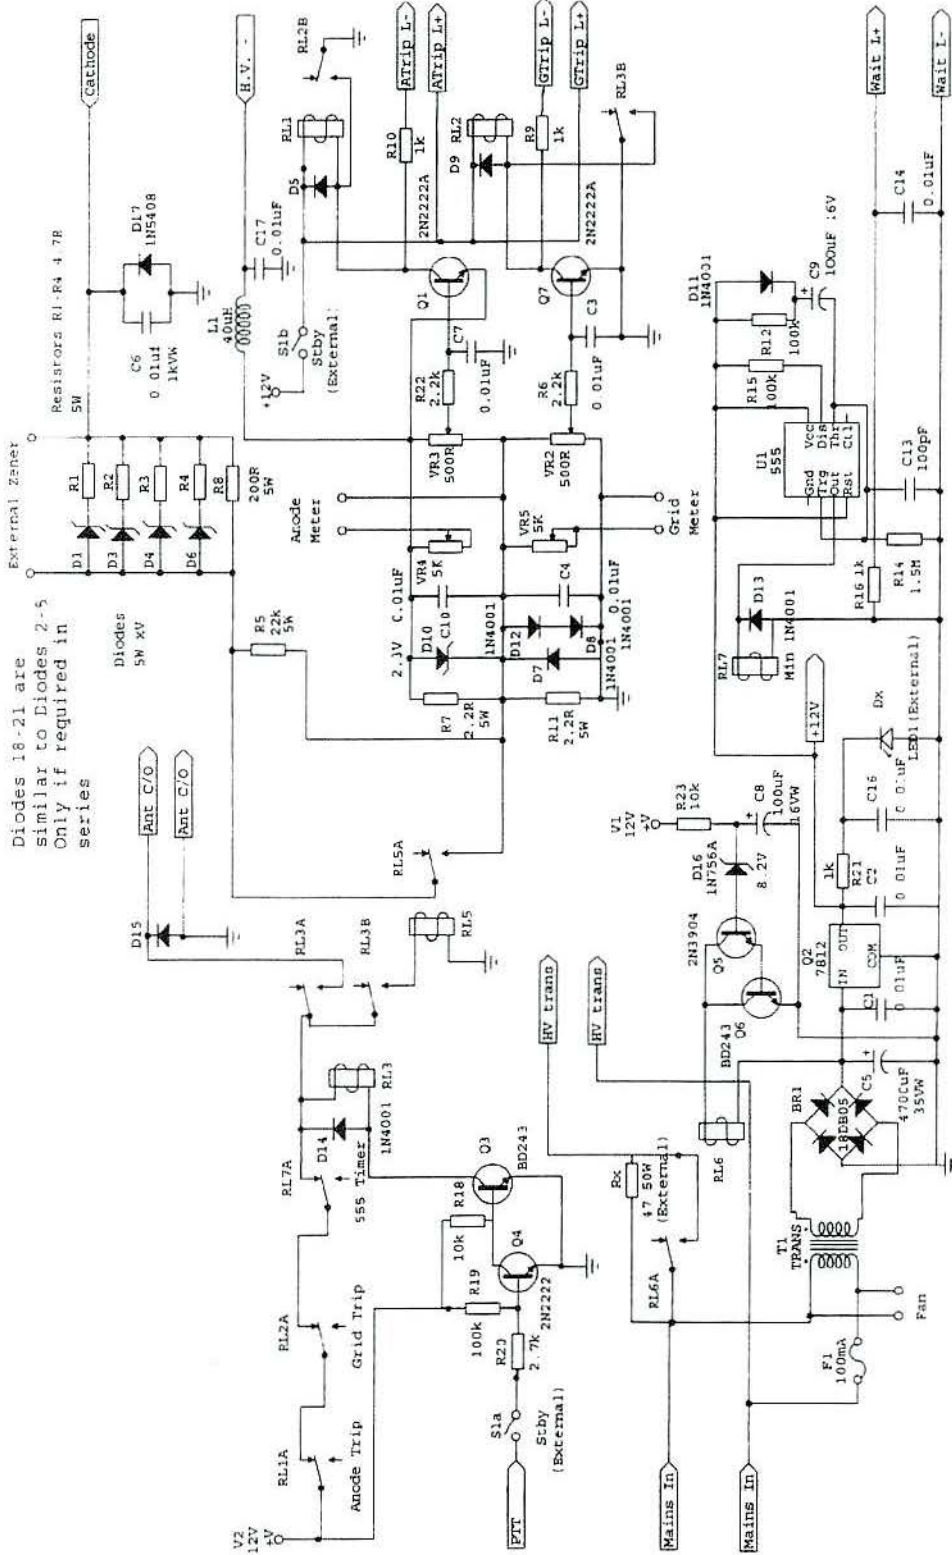 Diodes 18-21 are
similar to Diodes 2-5
Only if required in
series
External Zener
Resistors R1-R4 4.7R
5W
Cathode
D1
R1
D3
R2
D4
R3
D6
R4
R8
200R
5W
Diodes
5W xV
R5
22k
5W
C6
0.01uf
1kVW
D17
1N5408
H.V. -
L1
40uH
C17
0.01uF
+12V
S1b
Stby
(External)
D5
RL1
RL2B
R10
1k
ATrip L-
ATrip L+
Q1
2N2222A
D9
RL2
R9
1k
GTrip L-
GTrip L+
RL3B
Q7
2N2222A
C3
0.01uF
R6
2.2k
C7
0.01uF
R22
2.2k
VR3
500R
VR2
500R
Anode
Meter
VR4
5K
VR5
5K
Grid
Meter
C10
0.01uF
C4
0.01uF
D10
2.3V
D12
1N4001
D7
1N4001
D8
1N4001
R7
2.2R
5W
R11
2.2R
5W
Ant C/O
Ant C/O
D15
RL3A
RL3B
RL5
RL5A
V2
12V
+V
RL1A
Anode Trip
RL2A
Grid Trip
RL7A
555 Timer
D14
1N4001
RL3
Q3
BD243
R18
10k
Q4
2N2222
R19
100k
R20
2.7k
S1a
Stby
(External)
PTT
HV trans
HV trans
Rx
47 50W
(External)
RL6A
Mains In
Mains In
F1
100mA
Fan
T1
TRANS
BR1
18DB05
C5
4700uF
35VW
RL6
BD243
Q6
2N3904
Q5
D16
1N756A
8.2V
V1
12V
+V
R23
10k
C8
100uF
16VW
Q2
7812
IN
OUT
COM
C1
0.01uF
C2
0.01uF
R21
1k
C16
0.01uF
Dx
LED1(External)
+12V
RL7
Min
D13
1N4001
R16 1k
R14
1.5M
C13
100pF
U1
555
Gnd
Trg
Out
Rst
Vcc
Dis
Thr
Ctl
R15
100k
R12
100k
D11
1N4001
C9
100uF 16V
C14
0.01uF
Wait L+
Wait L-